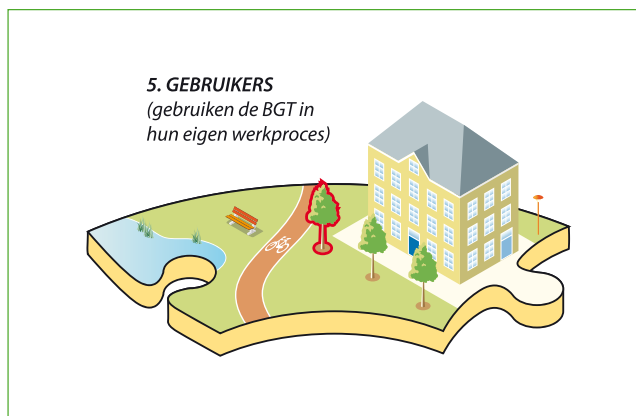 5. GEBRUIKERS
(gebruiken de BGT in
hun eigen werkproces)